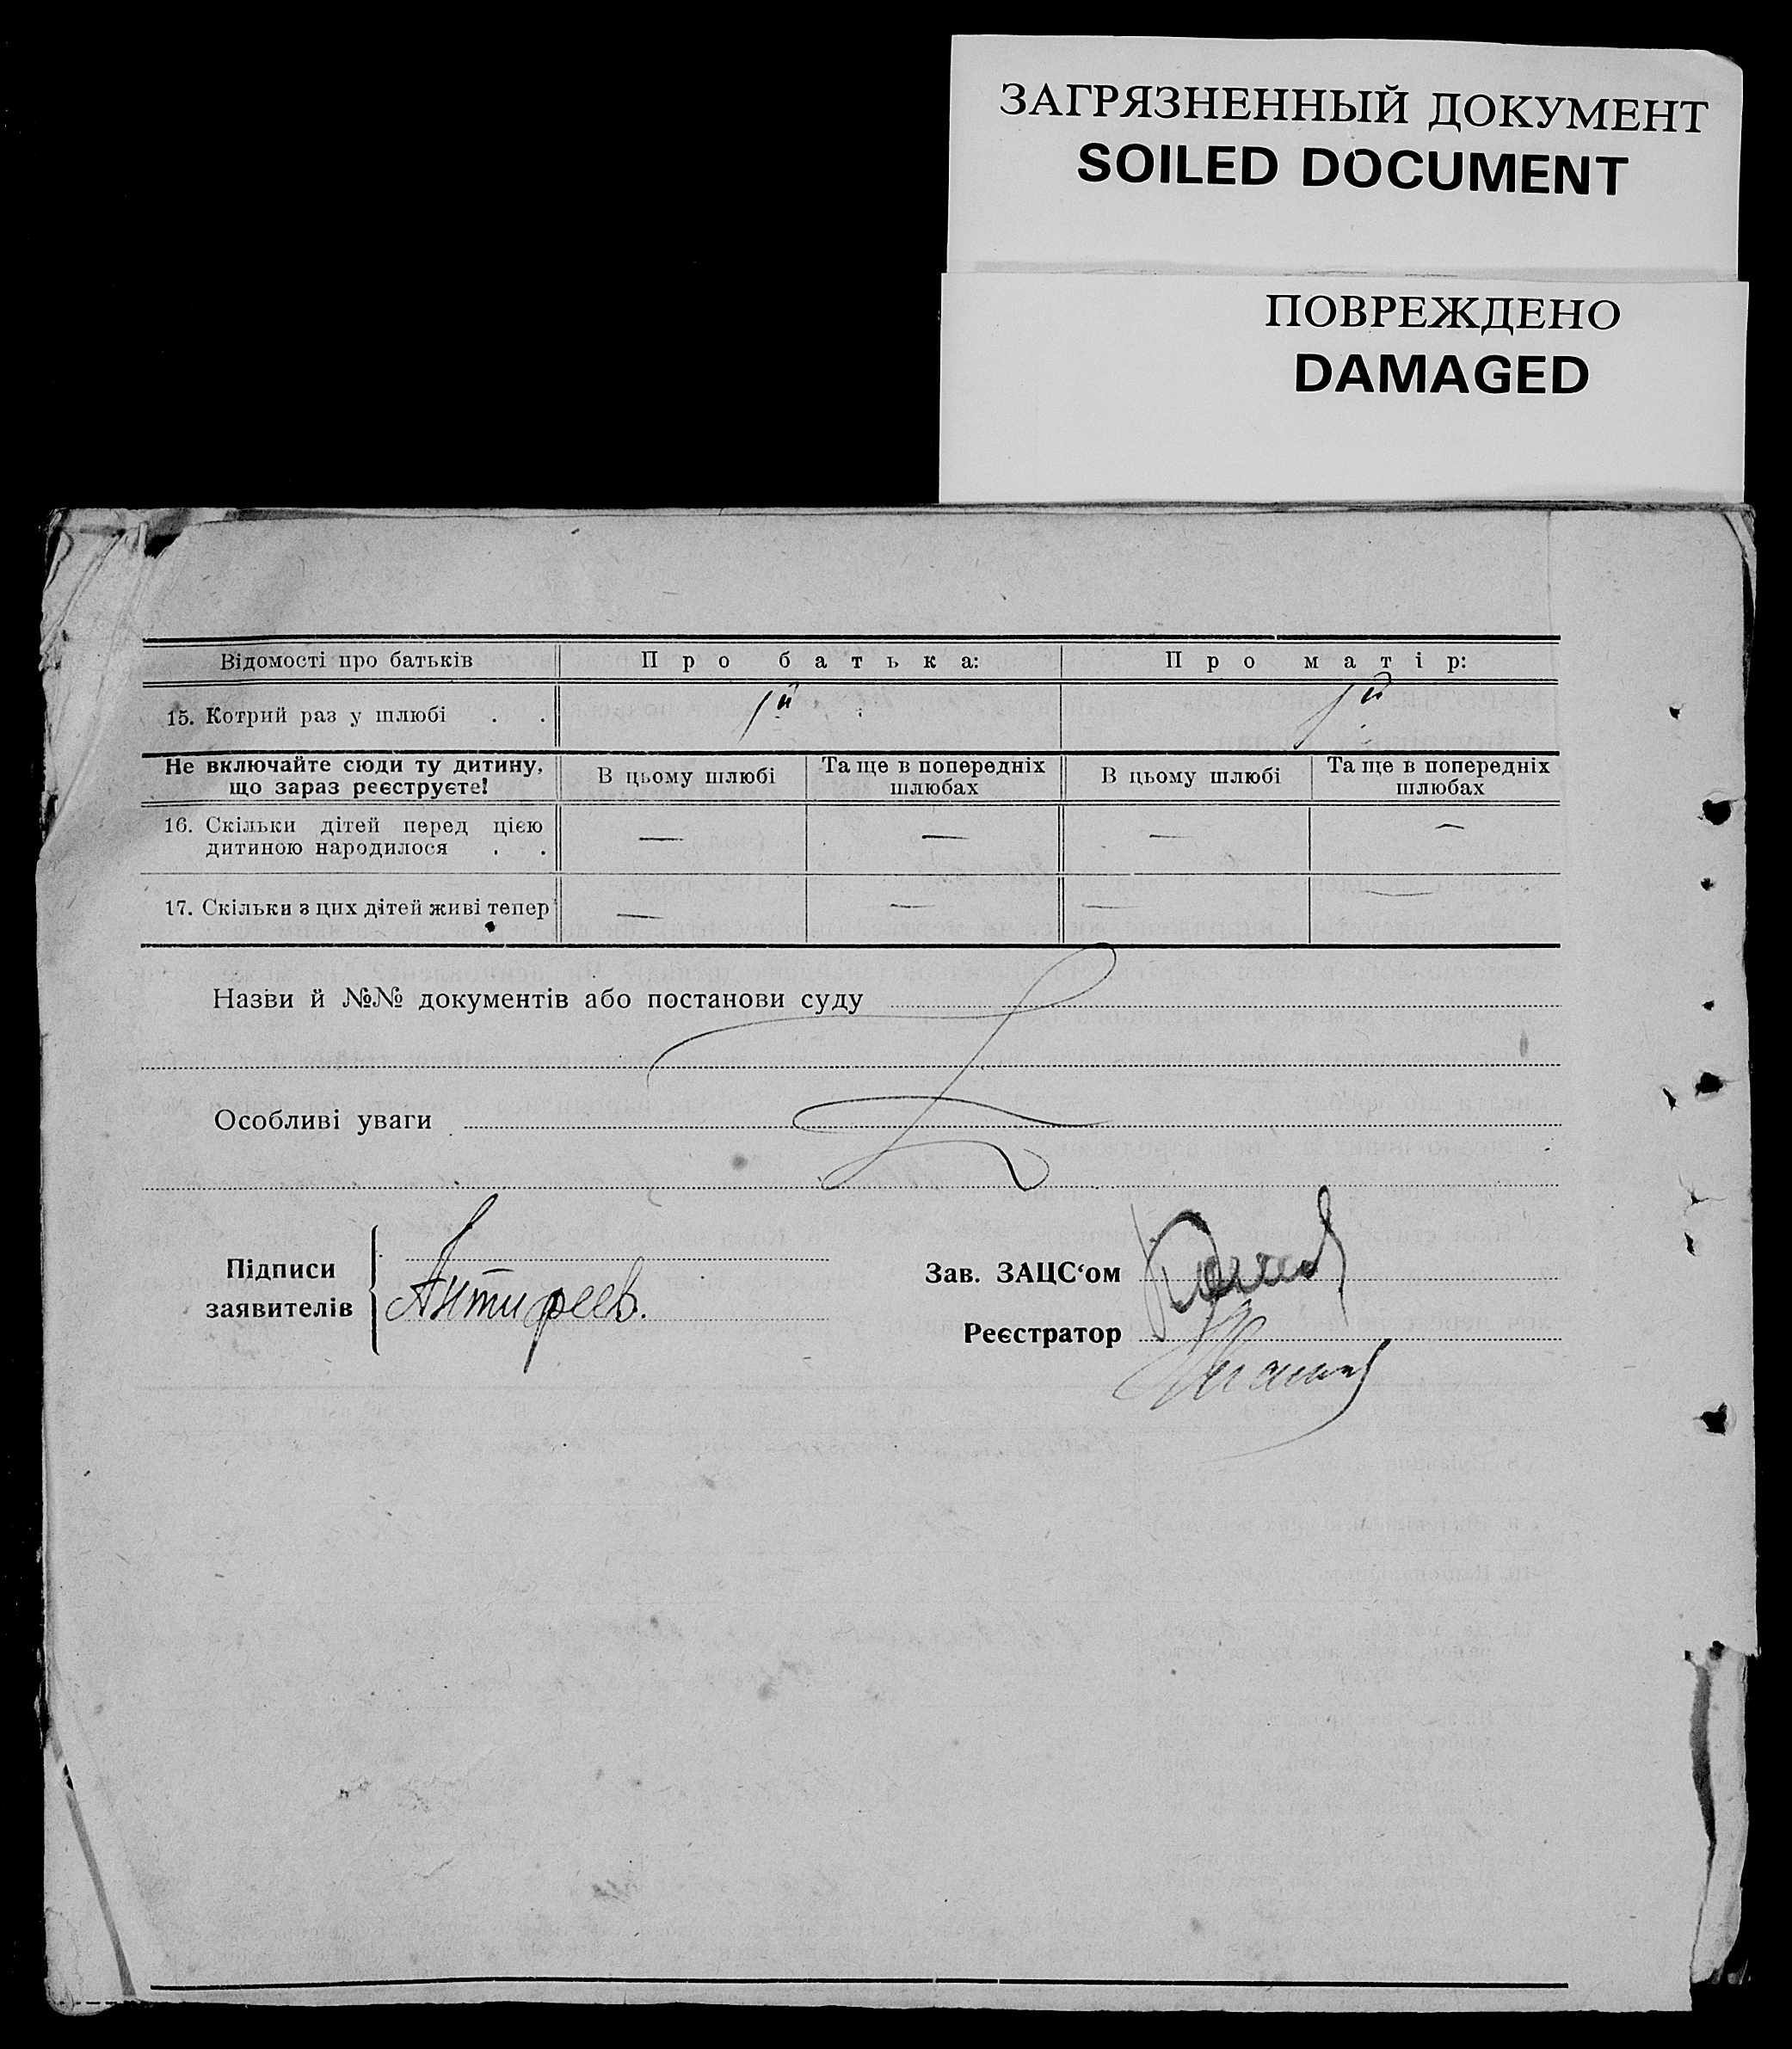 ЗАГРЯЗНЕННЫЙ ДОКУМЕНТ
SOILED DOCUMENT
ПОВРЕЖДЕНО
DAMAGED
Відомості про батьків Про батька: Про матір:
15. Котрий раз у шлюбі . . 1й 1й
Не включайте сюди ту дитину, що зараз реєструєте! В цьому шлюбі Та ще в попередніх шлюбах В цьому шлюбі Та ще в попередніх шлюбах
16. Скільки дітей перед цією дитиною народилося . . — — — —
17. Скільки з цих дітей живі тепер — — — —
Назви й №№ документів або постанови суду
Особливі уваги
Підписи заявителів Антифеев.
Зав. ЗАЦС‘ом
Реєстратор